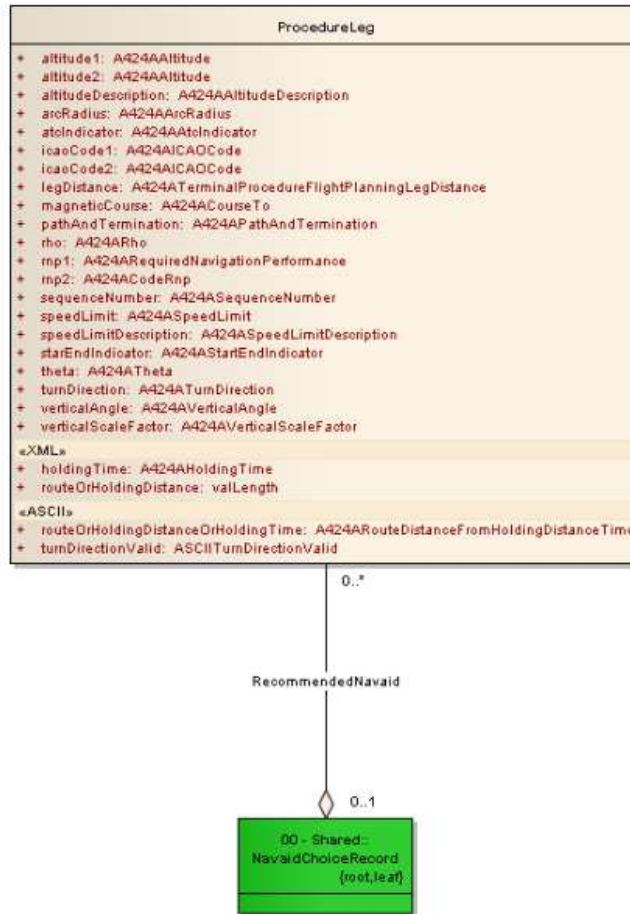 ProcedureLeg
+ altitude1: A424AAltitude
+ altitude2: A424AAltitude
+ altitudeDescription: A424AAltitudeDescription
+ arcRadius: A424AArcRadius
+ atcIndicator: A424AAtcIndicator
+ icaoCode1: A424AICAOCode
+ icaoCode2: A424AICAOCode
+ legDistance: A424ATerminalProcedureFlightPlanningLegDistance
+ magneticCourse: A424ACourseTo
+ pathAndTermination: A424APathAndTermination
+ rho: A424ARho
+ rnp1: A424ARequiredNavigationPerformance
+ rnp2: A424ACodeRnp
+ sequenceNumber: A424ASequenceNumber
+ speedLimit: A424ASpeedLimit
+ speedLimitDescription: A424ASpeedLimitDescription
+ starEndIndicator: A424AStartEndIndicator
+ theta: A424ATheta
+ turnDirection: A424ATurnDirection
+ verticalAngle: A424AVerticalAngle
+ verticalScaleFactor: A424AVerticalScaleFactor
«XML»
+ holdingTime: A424AHoldingTime
+ routeOrHoldingDistance: valLength
«ASCII»
+ routeOrHoldingDistanceOrHoldingTime: A424ARouteDistanceFromHoldingDistanceTime
+ turnDirectionValid: ASCIITurnDirectionValid
0..*
RecommendedNavaid
0..1
00 - Shared::
NavaidChoiceRecord
{root,leaf}